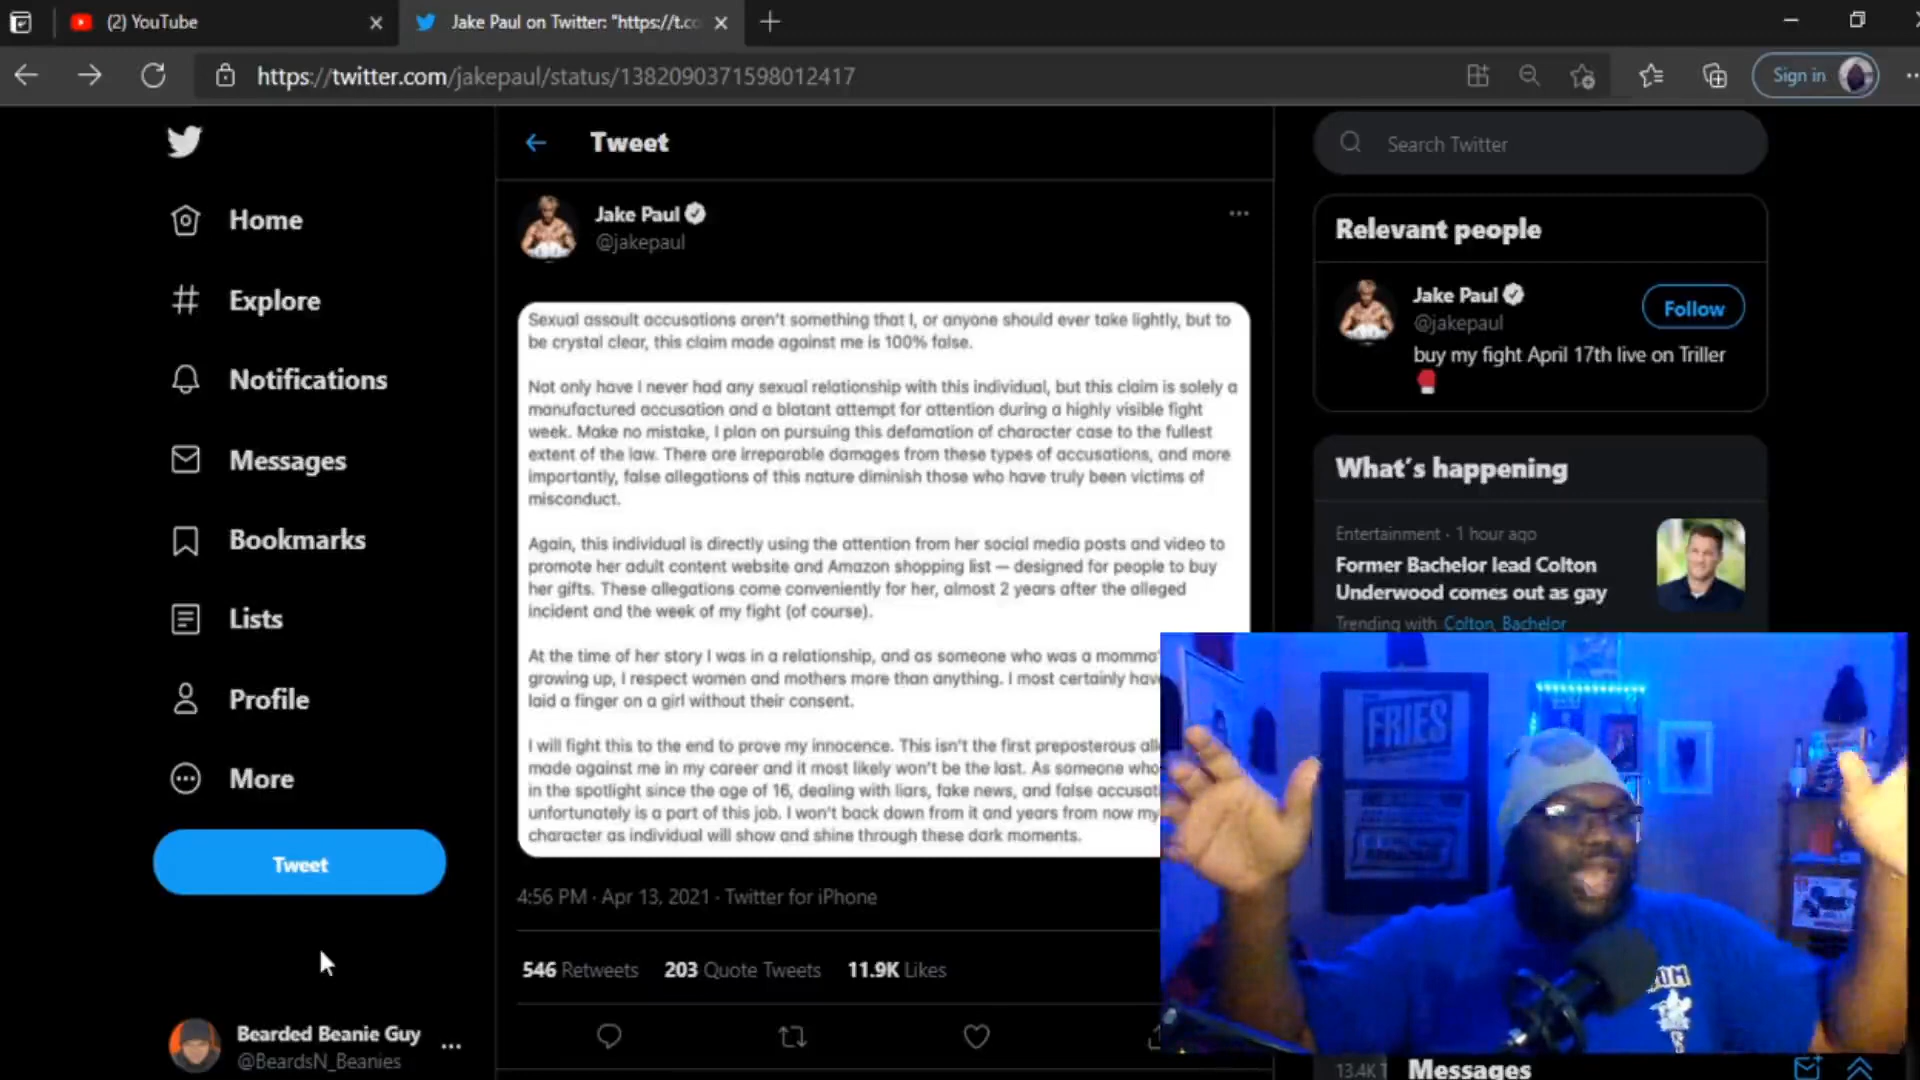 (2) YouTube
Jake Paul on Twitter: "https://t.co
https://twitter.com/jakepaul/status/1382090371598012417
Sign in
Home
Explore
Notifications
Messages
Bookmarks
Lists
Profile
More
Tweet
Bearded Beanie Guy
@BeardsN_Beanies
Tweet
Jake Paul
@jakepaul
Sexual assault accusations aren't something that I, or anyone should ever take lightly, but to
be crystal clear, this claim made against me is 100% false.
Not only have I never had any sexual relationship with this individual, but this claim is solely a
manufactured accusation and a blatant attempt for attention during a highly visible fight
week. Make no mistake, I plan on pursuing this defamation of character case to the fullest
extent of the law. There are irreparable damages from these types of accusations, and more
importantly, false allegations of this nature diminish those who have truly been victims of
misconduct.
Again, this individual is directly using the attention from her social media posts and video to
promote her adult content website and Amazon shopping list — designed for people to buy
her gifts. These allegations come conveniently for her, almost 2 years after the alleged
incident and the week of my fight (of course).
At the time of her story I was in a relationship, and as someone who was a momma'
growing up, I respect women and mothers more than anything. I most certainly have
laid a finger on a girl without their consent.
I will fight this to the end to prove my innocence. This isn't the first preposterous all
made against me in my career and it most likely won't be the last. As someone who
in the spotlight since the age of 16, dealing with liars, fake news, and false accusat
unfortunately is a part of this job. I won't back down from it and years from now my
character as individual will show and shine through these dark moments.
4:56 PM · Apr 13, 2021 · Twitter for iPhone
546 Retweets 203 Quote Tweets 11.9K Likes
Search Twitter
Relevant people
Jake Paul
@jakepaul
Follow
buy my fight April 17th live on Triller
What's happening
Entertainment · 1 hour ago
Former Bachelor lead Colton
Underwood comes out as gay
Trending with Colton, Bachelor
FRIES
13.4K T
Messages